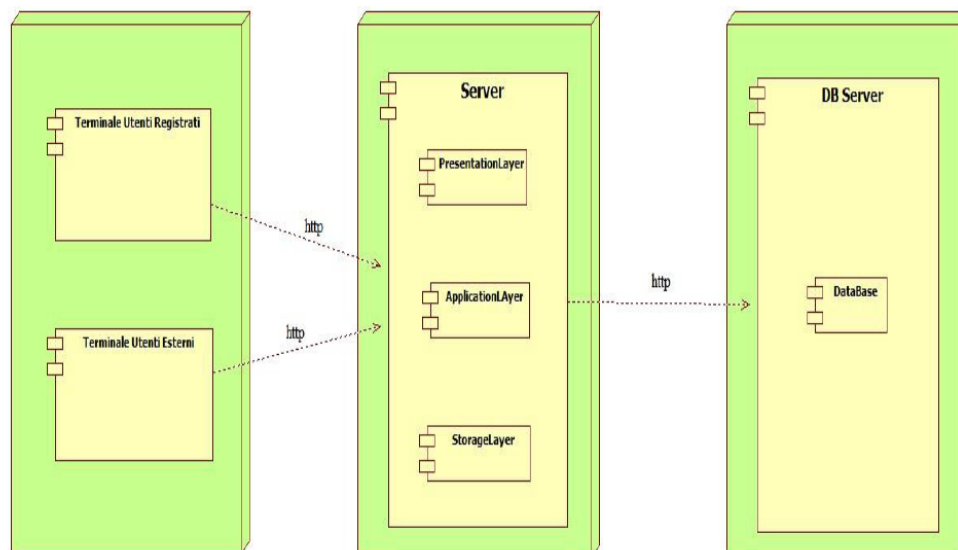 Terminale Utenti Registrati
http
Terminale Utenti Esterni
http
Server
PresentationLayer
ApplicationLAyer
StorageLayer
http
DB Server
DataBase